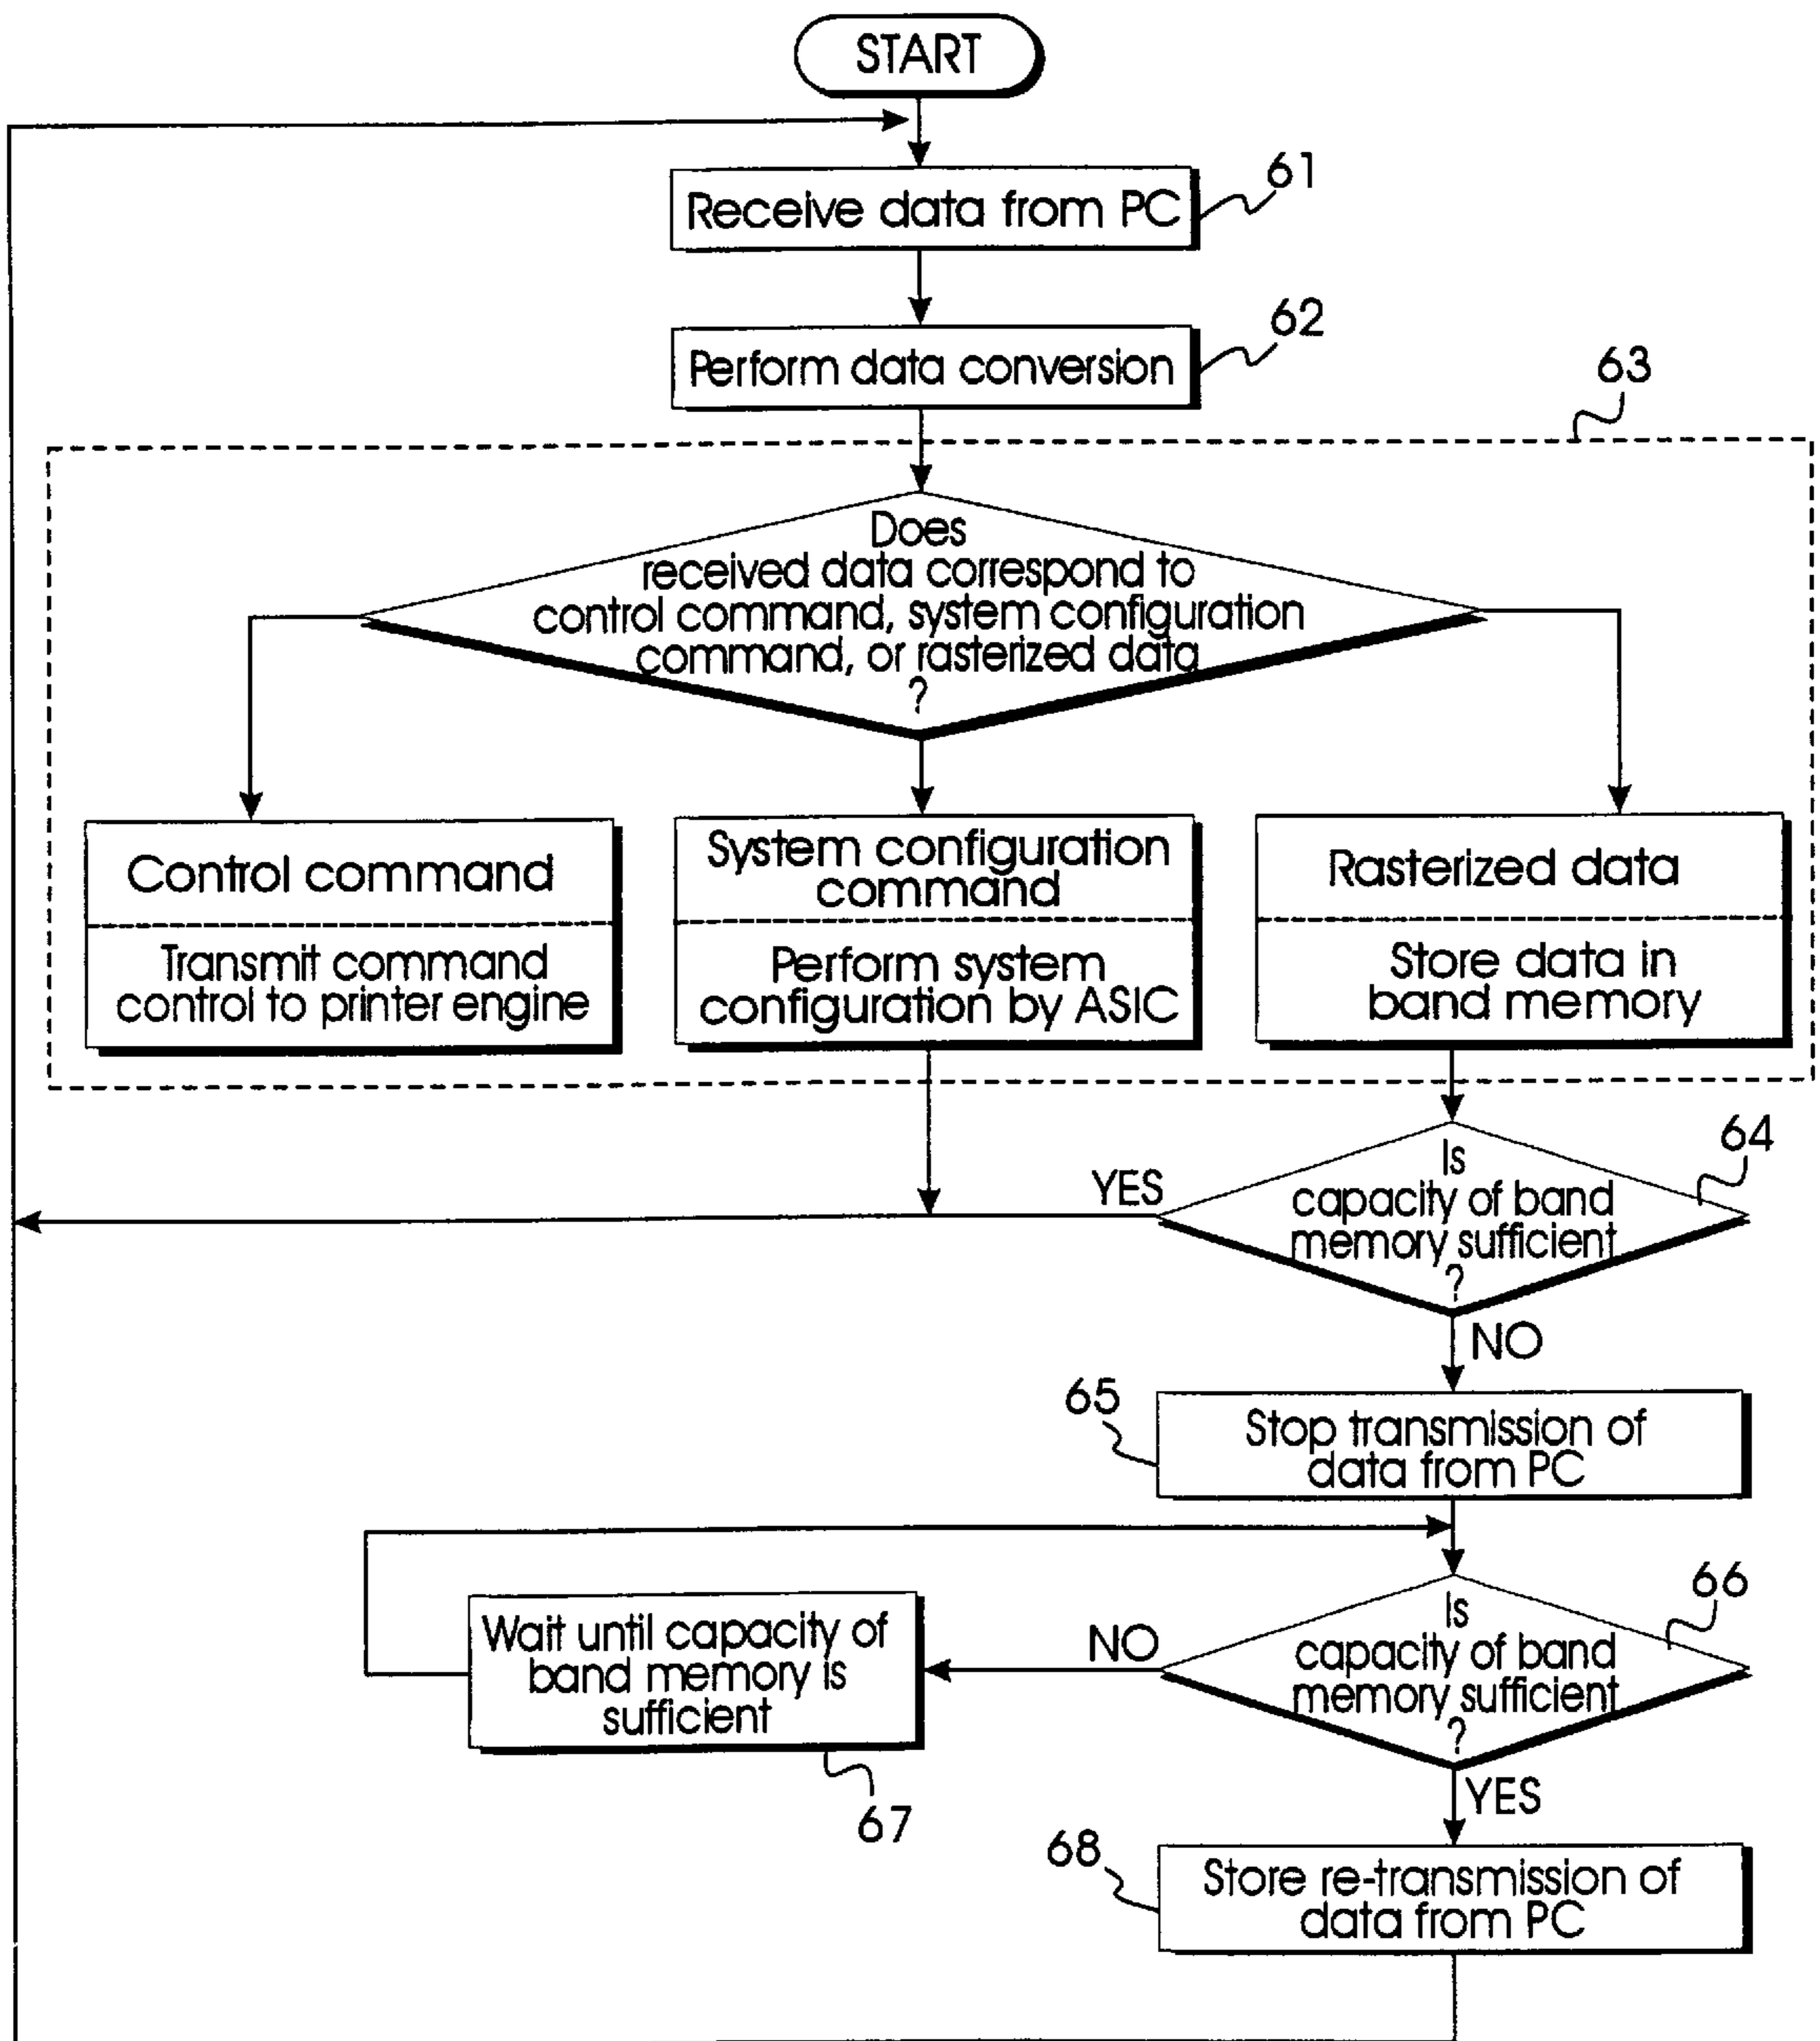 START
61
Receive data from PC
62
Perform data conversion
63
Does
received data correspond to
control command, system configuration
command, or rasterized data
?
Control command
Transmit command
control to printer engine
System configuration
command
Perform system
configuration by ASIC
Rasterized data
Store data in
band memory
64
Is
capacity of band
memory sufficient
?
YES
NO
65
Stop transmission of
data from PC
66
Is
capacity of band
memory sufficient
?
NO
Wait until capacity of
band memory is
sufficient
67
YES
68
Store re-transmission of
data from PC